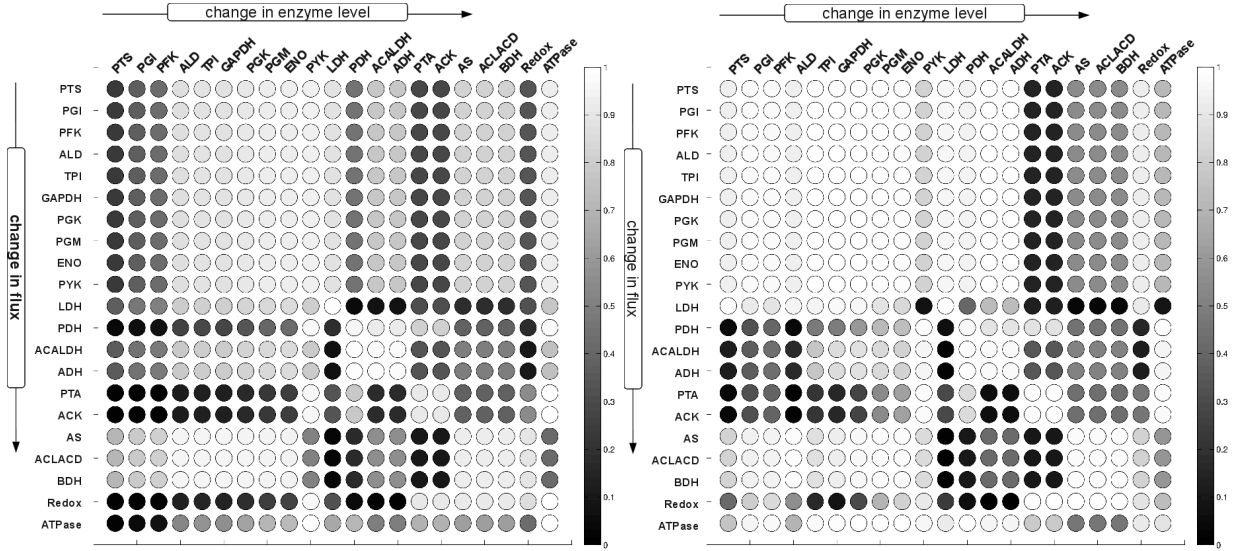 change in enzyme level
PTS PGI PFK ALD TPI GAPDH PGK PGM ENO PYK LDH PDH ACALDH ADH PTA ACK AS ACLACD BDH Redox ATPase
change in flux
PTS
PGI
PFK
ALD
TPI
GAPDH
PGK
PGM
ENO
PYK
LDH
PDH
ACALDH
ADH
PTA
ACK
AS
ACLACD
BDH
Redox
ATPase
1
0.9
0.8
0.7
0.6
0.5
0.4
0.3
0.2
0.1
0
change in enzyme level
PTS PGI PFK ALD TPI GAPDH PGK PGM ENO PYK LDH PDH ACALDH ADH PTA ACK AS ACLACD BDH Redox ATPase
change in flux
PTS
PGI
PFK
ALD
TPI
GAPDH
PGK
PGM
ENO
PYK
LDH
PDH
ACALDH
ADH
PTA
ACK
AS
ACLACD
BDH
Redox
ATPase
1
0.9
0.8
0.7
0.6
0.5
0.4
0.3
0.2
0.1
0